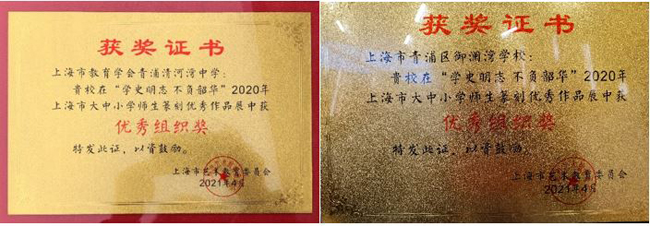 获奖证书
上海市教育学会青浦清河湾中学：
贵校在“学史明志 不负韶华”2020年
上海市大中小学师生篆刻优秀作品展中获
优秀组织奖
特发此证，以资鼓励。
上海市艺术教育委员会
2021年4月
获奖证书
上海市青浦区御澜湾学校：
贵校在“学史明志 不负韶华”2020年
上海市大中小学师生篆刻优秀作品展中获
优秀组织奖
特发此证，以资鼓励。
上海市艺术教育委员会
2021年4月